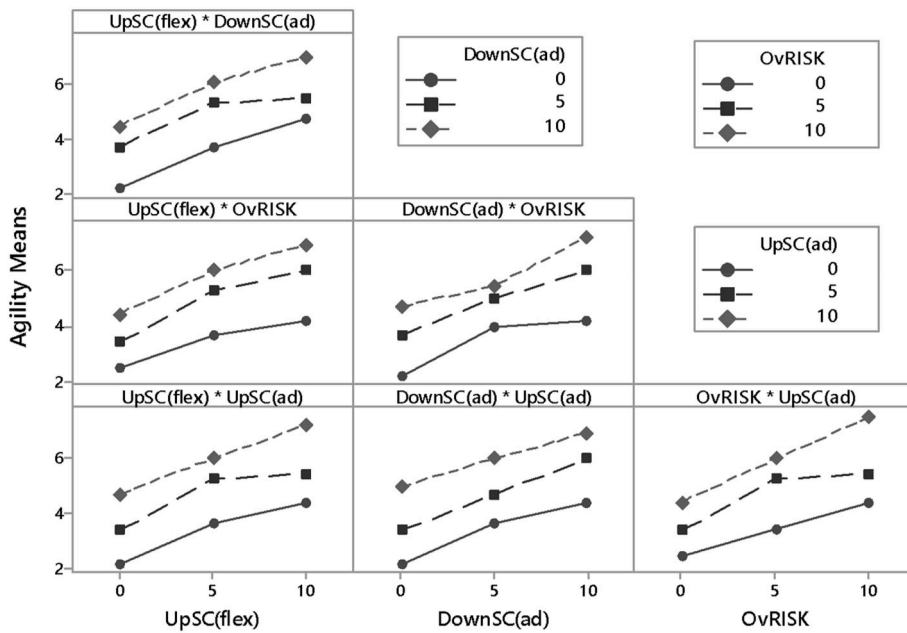 UpSC(flex) * DownSC(ad)
DownSC(ad)
0
5
10
OvRISK
0
5
10
6
4
2
UpSC(flex) * OvRISK
DownSC(ad) * OvRISK
UpSC(ad)
0
5
10
6
4
2
Agility Means
UpSC(flex) * UpSC(ad)
DownSC(ad) * UpSC(ad)
OvRISK * UpSC(ad)
6
4
2
0 5 10
0 5 10
0 5 10
UpSC(flex)
DownSC(ad)
OvRISK